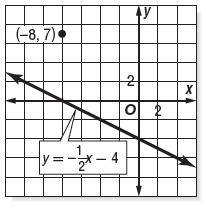 y
(−8, 7)
2
x
O 2
y = −1/2x − 4